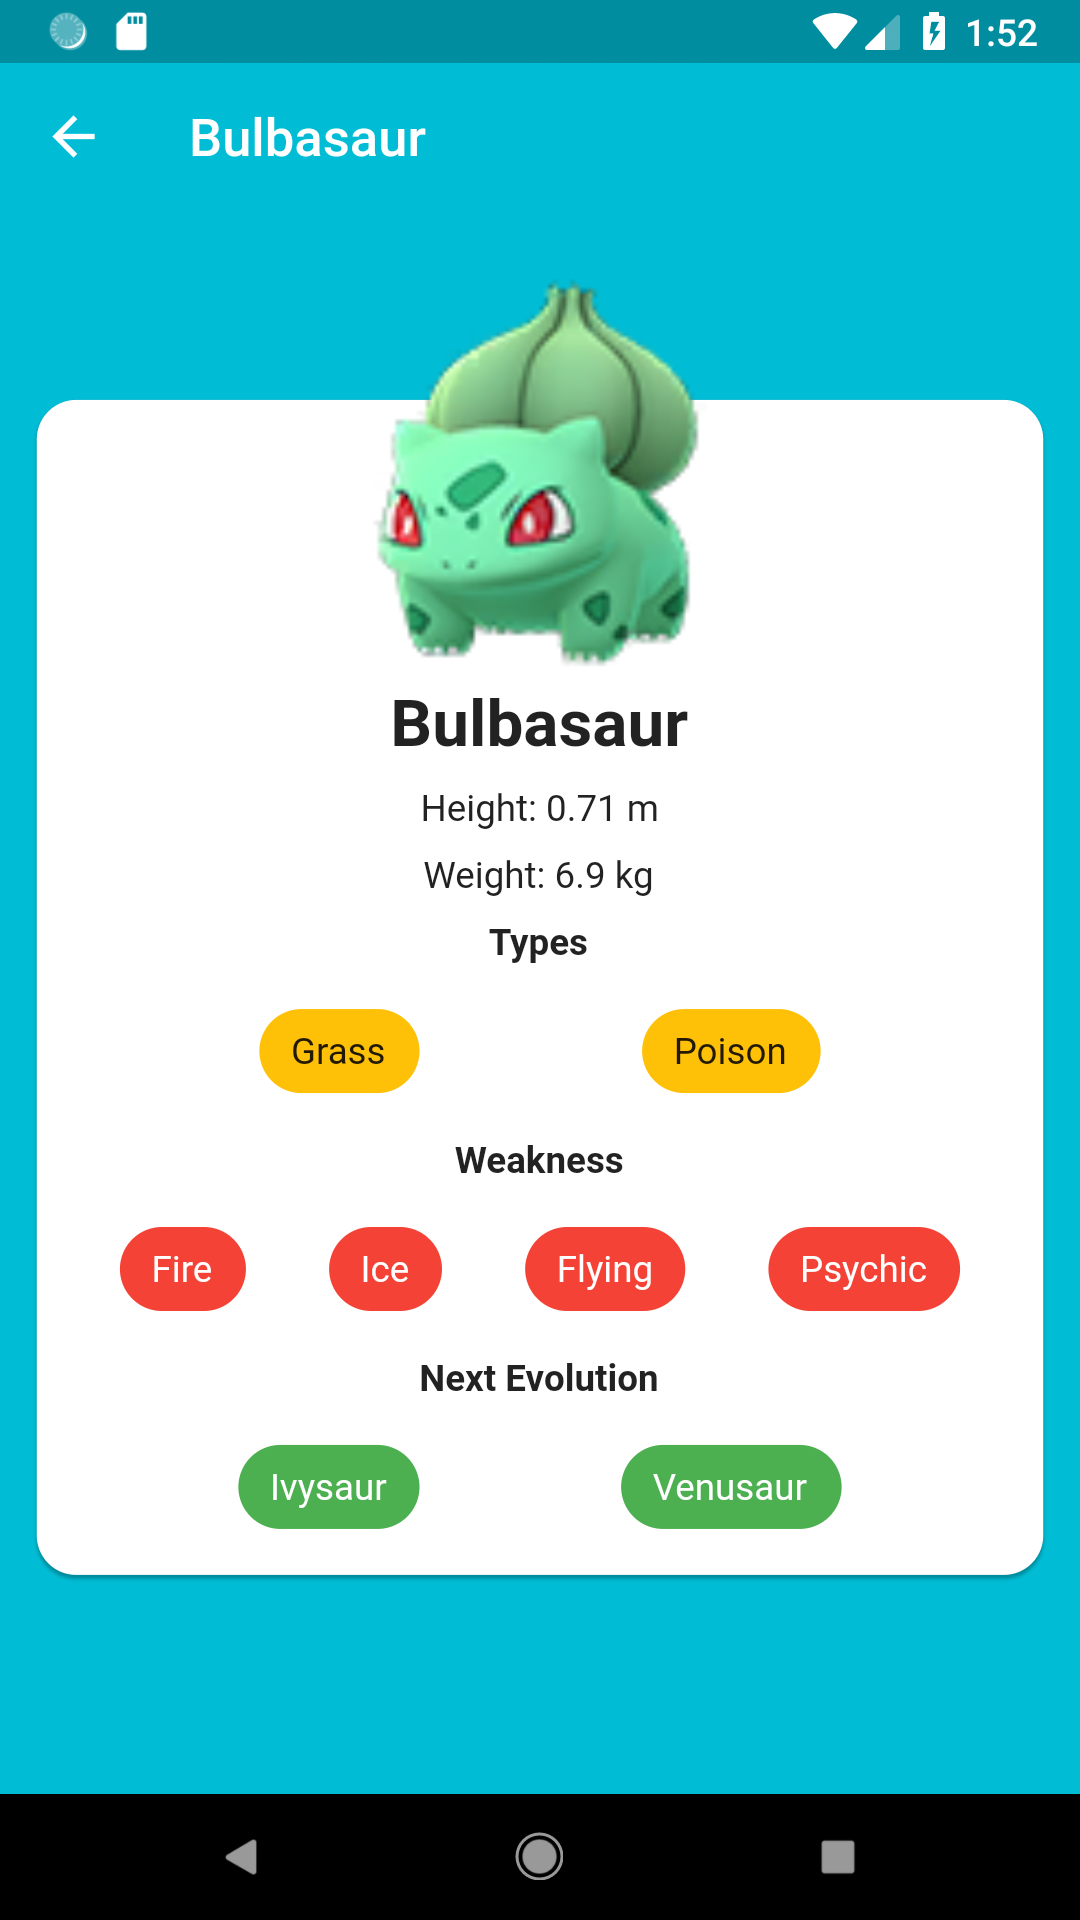 1:52
Bulbasaur
Bulbasaur
Height: 0.71 m
Weight: 6.9 kg
Types
Grass Poison
Weakness
Fire Ice Flying Psychic
Next Evolution
Ivysaur Venusaur